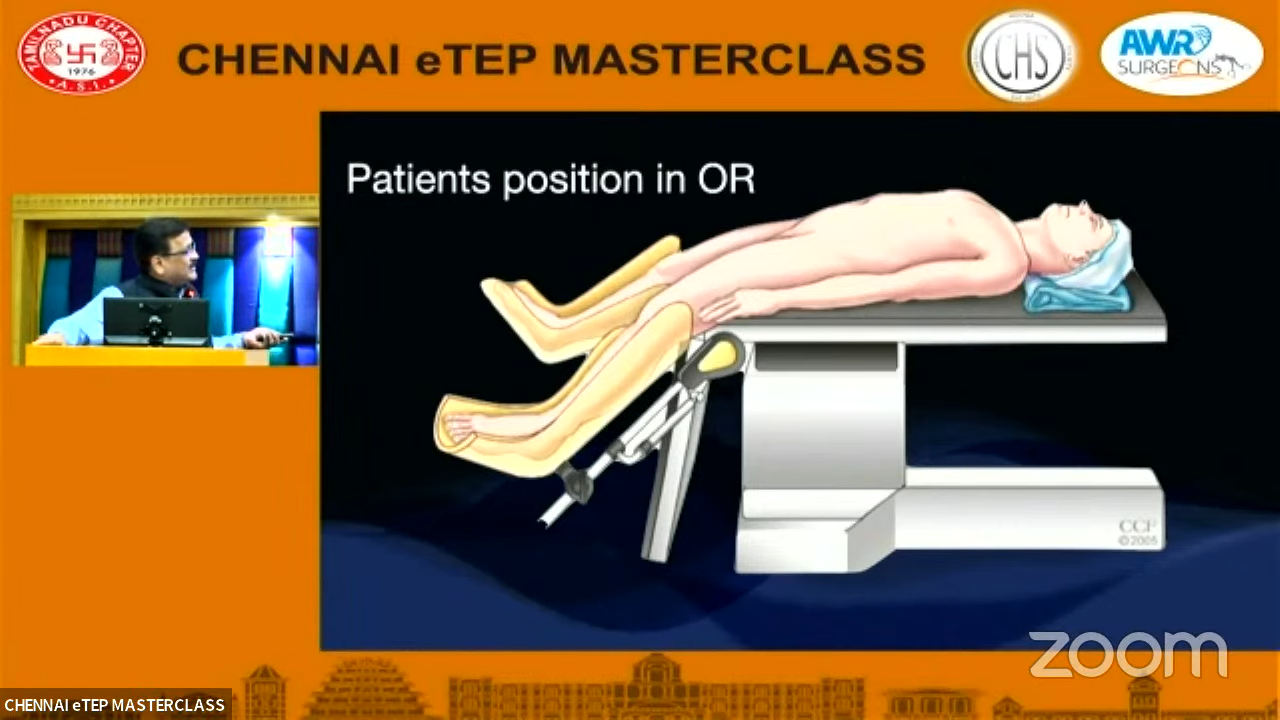 TAMILNADU CHAPTER
1976
A.S.I.
CHENNAI eTEP MASTERCLASS
CHS
AWR
SURGEONS
Patients position in OR
CCF
©2005
zoom
CHENNAI eTEP MASTERCLASS